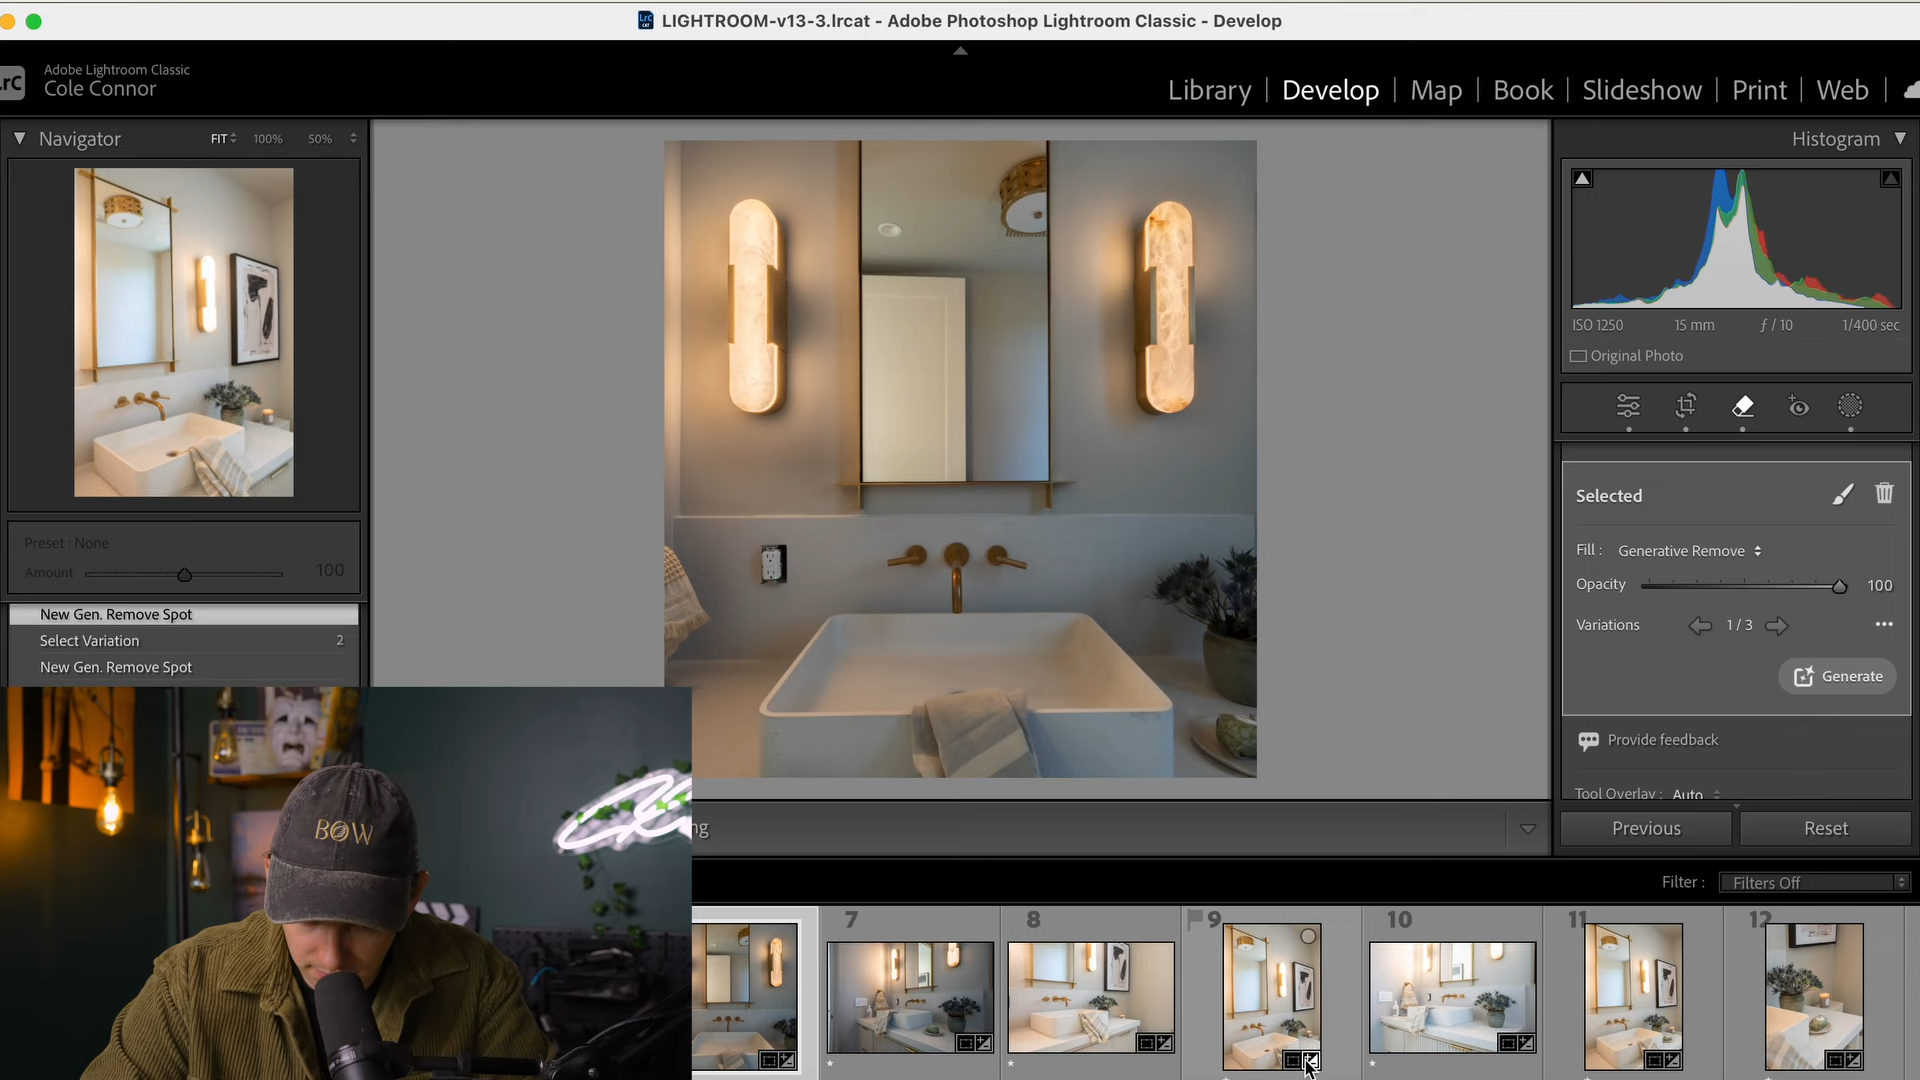 LrC
LIGHTROOM-v13-3.lrcat - Adobe Photoshop Lightroom Classic - Develop
Adobe Lightroom Classic
LrC
Cole Connor
Library | Develop | Map | Book | Slideshow | Print | Web |
Navigator
FIT
100%
50%
Histogram
ISO 1250
15 mm
ƒ / 10
1/400 sec
Original Photo
Selected
Fill :
Generative Remove
Opacity
100
Variations
1 / 3
Generate
Provide feedback
Tool Overlay : Auto
Previous
Reset
Preset : None
Amount
100
New Gen. Remove Spot
Select Variation
2
New Gen. Remove Spot
BOW
ng
Filter :
Filters Off
7
8
9
10
11
12